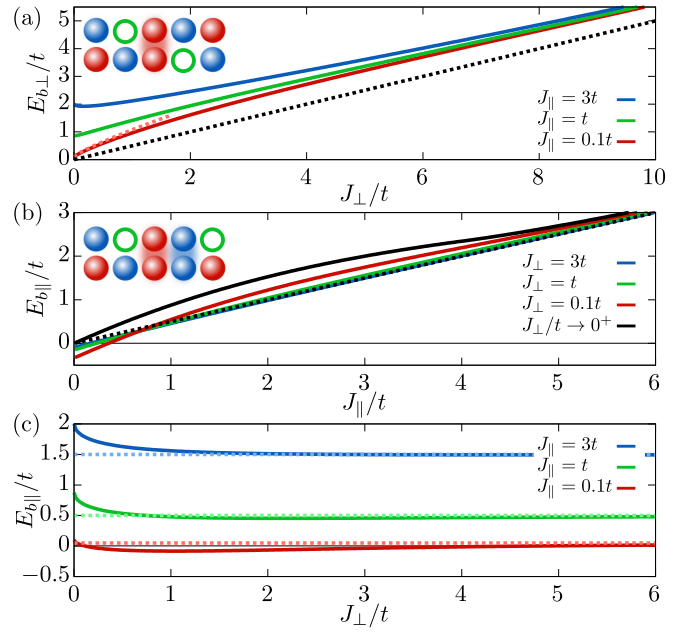 (a)
E_{b⊥}/t
5
4
3
2
1
0
J_∥ = 3t
J_∥ = t
J_∥ = 0.1t
0 2 4 6 8 10
J_⊥/t
(b)
E_{b∥}/t
3
2
1
0
J_⊥ = 3t
J_⊥ = t
J_⊥ = 0.1t
J_⊥/t → 0⁺
0 1 2 3 4 5 6
J_∥/t
(c)
E_{b∥}/t
2
1.5
1
0.5
0
−0.5
J_∥ = 3t
J_∥ = t
J_∥ = 0.1t
0 1 2 3 4 5 6
J_⊥/t